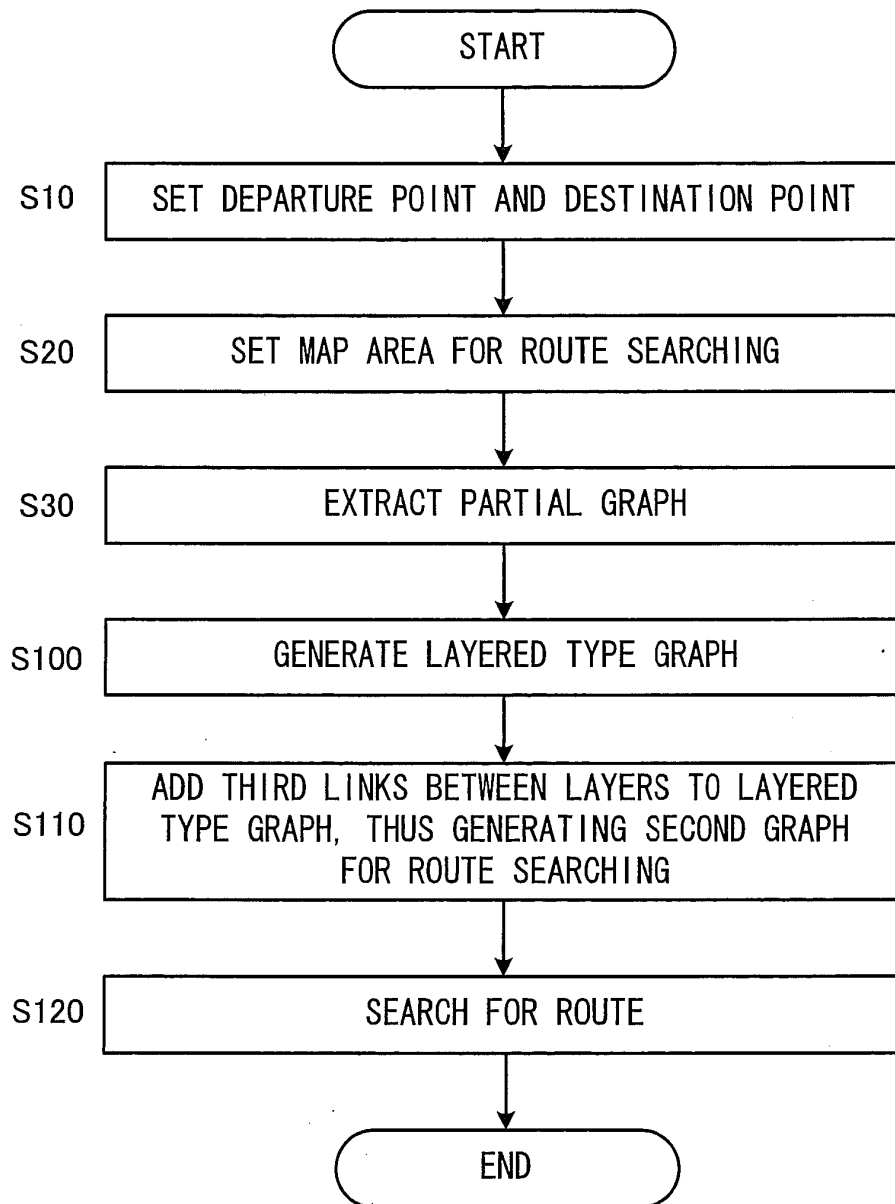 START
S10 SET DEPARTURE POINT AND DESTINATION POINT
S20 SET MAP AREA FOR ROUTE SEARCHING
S30 EXTRACT PARTIAL GRAPH
S100 GENERATE LAYERED TYPE GRAPH
ADD THIRD LINKS BETWEEN LAYERS TO LAYERED
S110 TYPE GRAPH, THUS GENERATING SECOND GRAPH
FOR ROUTE SEARCHING
S120 SEARCH FOR ROUTE
END